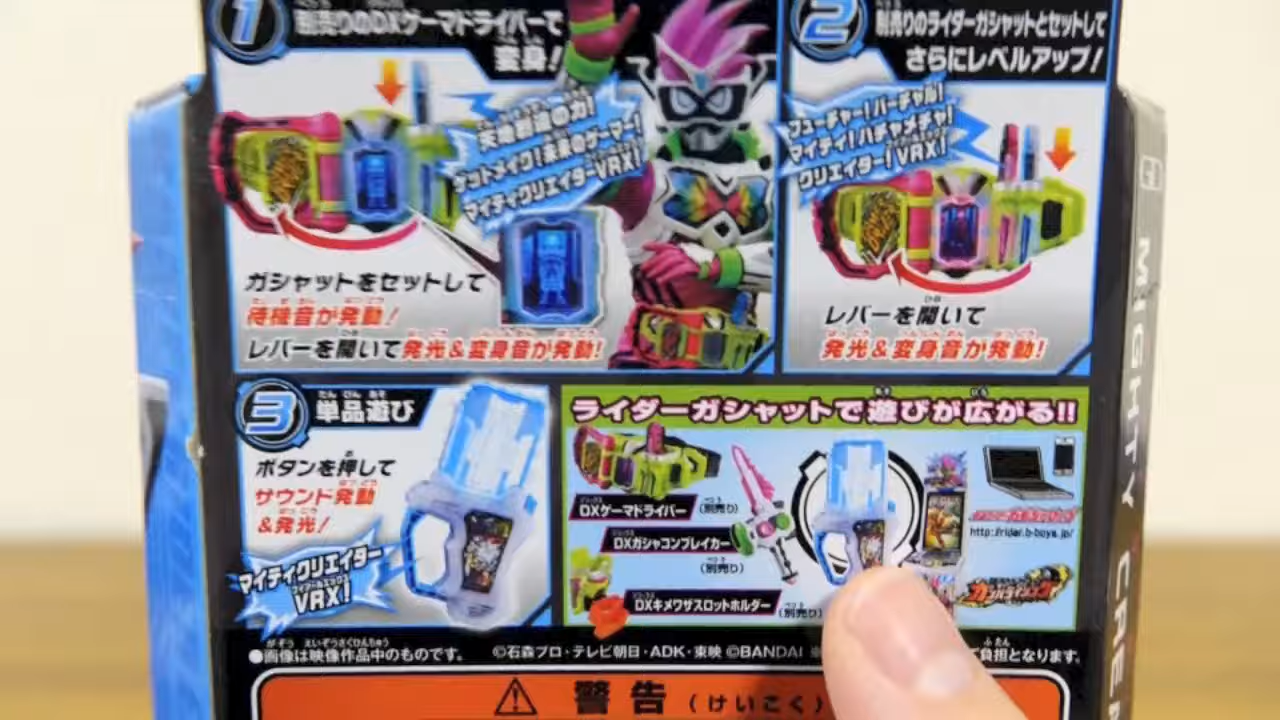 1
別売りのDXゲーマドライバーで
変身!
天地創造の力!
ゲットメイク!未来のゲーマー!
マイティクリエイターVRX!
ガシャットをセットして
待機音が発動!
レバーを開いて発光&変身音が発動!
2
別売りのライダーガシャットとセットして
さらにレベルアップ!
フューチャー!バーチャル!
マイティ!ハチャメチャ!
クリエイター!VRX!
レバーを開いて
発光&変身音が発動!
3
単品遊び
ボタンを押して
サウンド発動
&発光!
マイティクリエイター
VRX!
ライダーガシャットで遊びが広がる!!
DXゲーマドライバー
(別売り)
DXガシャコンブレイカー
(別売り)
DXキメワザスロットホルダー
(別売り)
http://rider.b-boys.jp/
ガンバライジング
●画像は映像作品中のものです。
©石森プロ・テレビ朝日・ADK・東映 ©BANDAI
ご負担となります。
警告(けいこく)
MIGHTY CREA